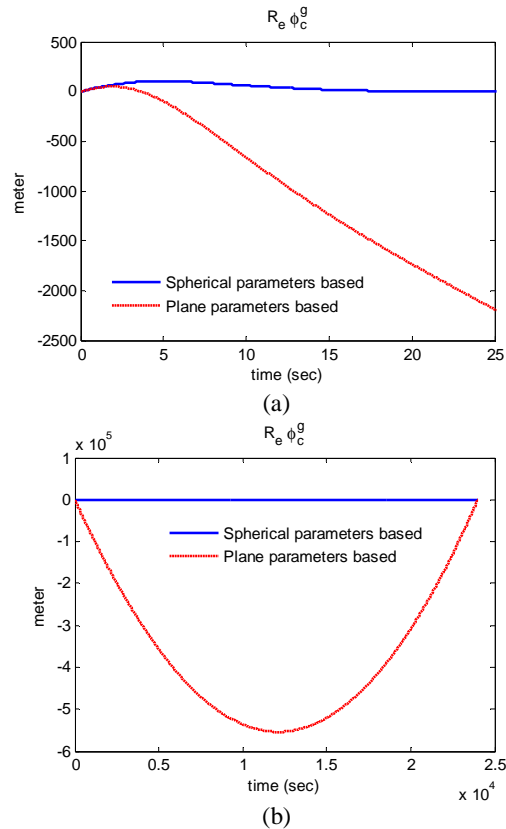 R_e ϕ_c^g
500
0
-500
-1000
-1500
-2000
-2500
meter
Spherical parameters based
Plane parameters based
0 5 10 15 20 25
time (sec)
(a)
R_e ϕ_c^g
x 10^5
1
0
-1
-2
-3
-4
-5
-6
meter
Spherical parameters based
Plane parameters based
0 0.5 1 1.5 2 2.5
time (sec)
x 10^4
(b)